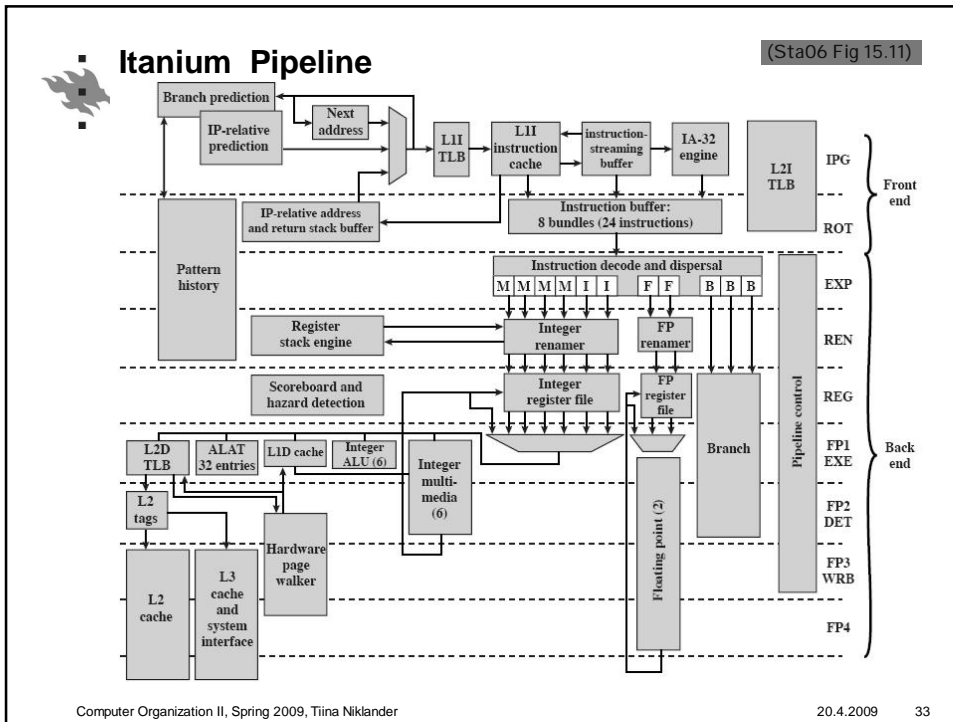 Itanium Pipeline
(Sta06 Fig 15.11)
Branch prediction
IP-relative
prediction
Next
address
L1I
TLB
L1I
instruction
cache
instruction-
streaming
buffer
IA-32
engine
L2I
TLB
IPG
Front
end
IP-relative address
and return stack buffer
Instruction buffer:
8 bundles (24 instructions)
ROT
Pattern
history
Instruction decode and dispersal
M M M M I I F F B B B
EXP
Register
stack engine
Integer
renamer
FP
renamer
REN
Scoreboard and
hazard detection
Integer
register file
FP
register
file
REG
Branch
Pipeline control
L2D
TLB
ALAT
32 entries
L1D cache
Integer
ALU (6)
Integer
multi-
media
(6)
FP1
EXE
Back
end
L2
tags
Hardware
page
walker
Floating point (2)
FP2
DET
L2
cache
L3
cache
and
system
interface
FP3
WRB
FP4
Computer Organization II, Spring 2009, Tiina Niklander
20.4.2009
33